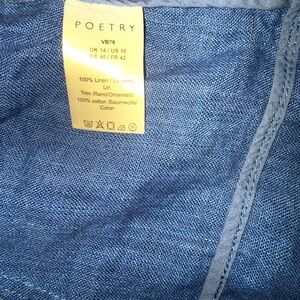 POETRY
VB76
UK 14 / US 10
DE 40 / FR 42
100% Linen / Leinen /
Lin
Trim /Rand/Ornement
100% cotton /Baumwolle/
Coton